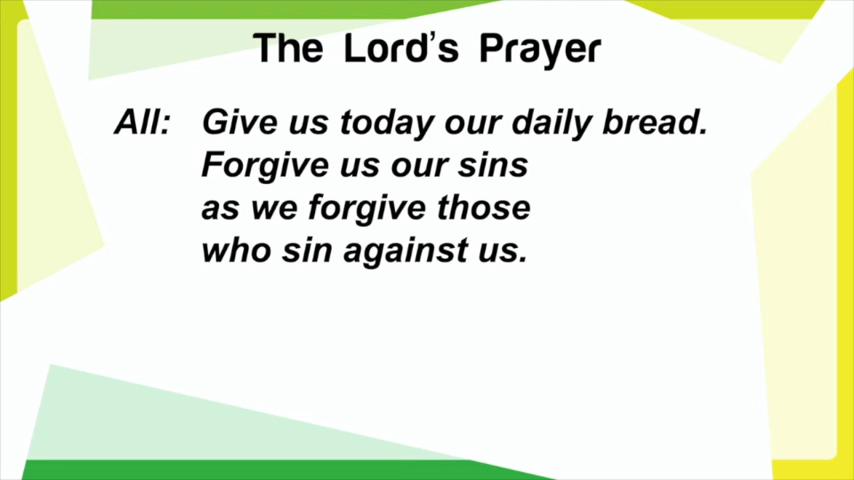 The Lord's Prayer
All: Give us today our daily bread.
Forgive us our sins
as we forgive those
who sin against us.